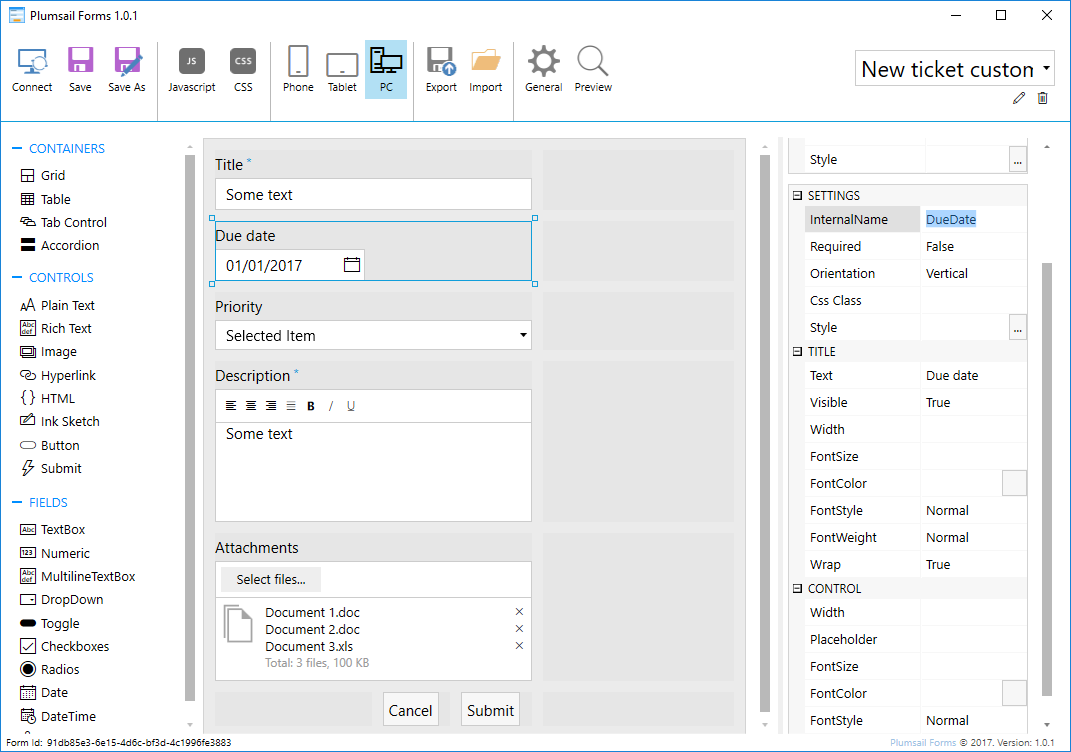 Plumsail Forms 1.0.1
Connect Save Save As Javascript CSS Phone Tablet PC Export Import General Preview
JS CSS
New ticket custon
CONTAINERS
Grid
Table
Tab Control
Accordion
CONTROLS
Plain Text
Rich Text
Image
Hyperlink
HTML
Ink Sketch
Button
Submit
FIELDS
TextBox
Numeric
MultilineTextBox
DropDown
Toggle
Checkboxes
Radios
Date
DateTime
Title *
Some text
Due date
01/01/2017
Priority
Selected Item
Description *
B I U
Some text
Attachments
Select files...
Document 1.doc
Document 2.doc
Document 3.xls
Total: 3 files, 100 KB
Cancel Submit
Style ...
SETTINGS
InternalName DueDate
Required False
Orientation Vertical
Css Class
Style ...
TITLE
Text Due date
Visible True
Width
FontSize
FontColor
FontStyle Normal
FontWeight Normal
Wrap True
CONTROL
Width
Placeholder
FontSize
FontColor
FontStyle Normal
Form Id: 91db85e3-6e15-4d6c-bf3d-4c1996fe3883
Plumsail Forms © 2017. Version: 1.0.1